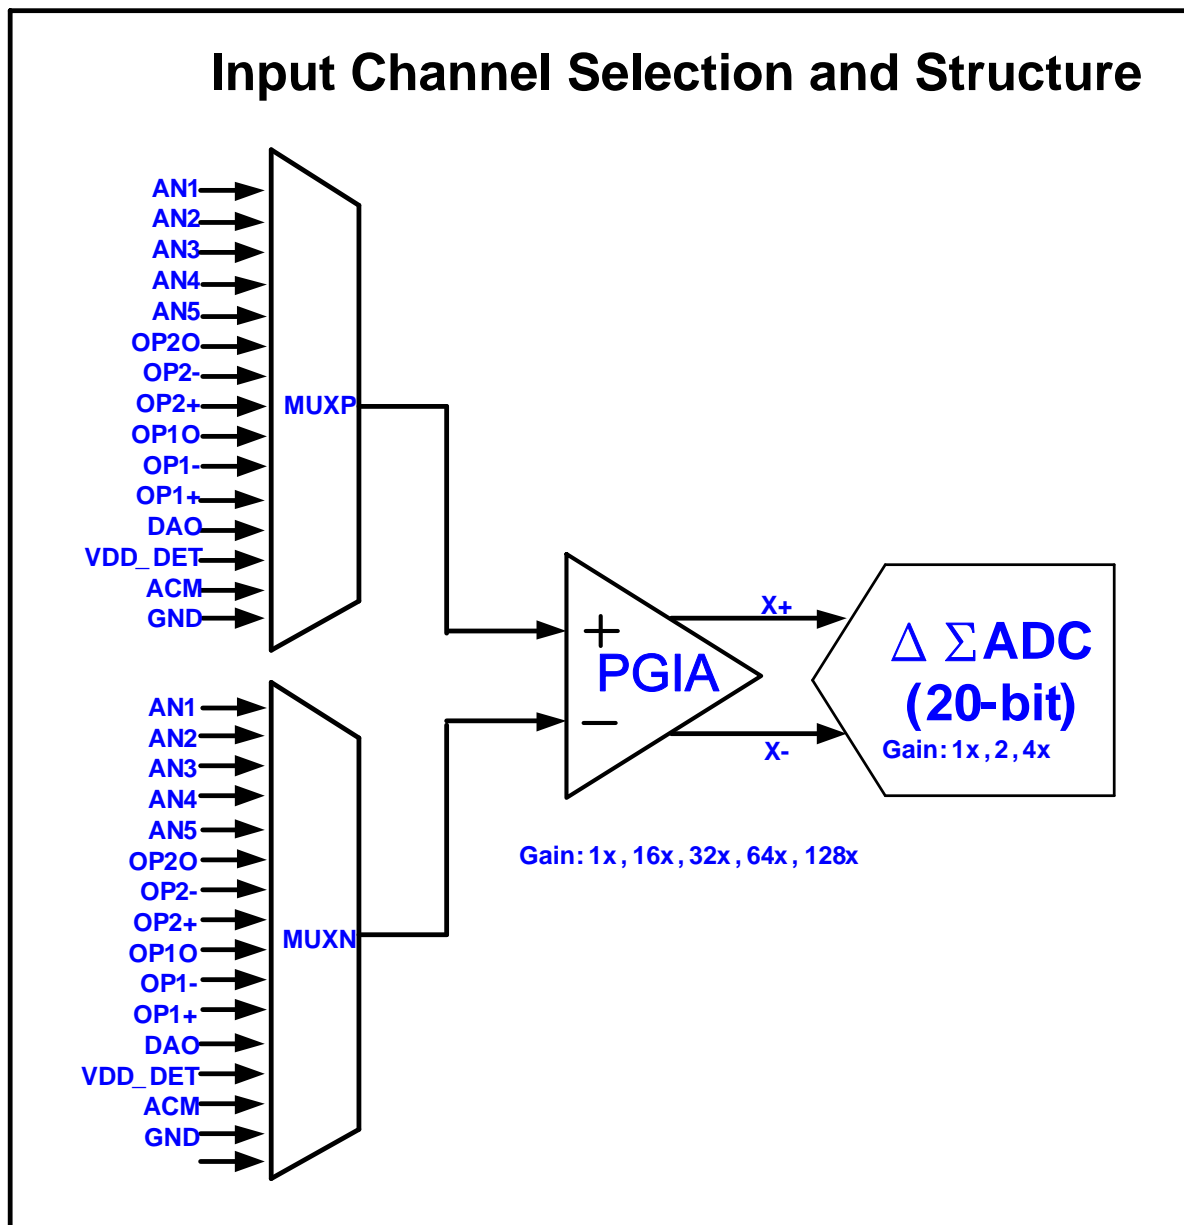 Input Channel Selection and Structure
AN1
AN2
AN3
AN4
AN5
OP2O
OP2-
OP2+
OP1O
OP1-
OP1+
DAO
VDD_DET
ACM
GND
MUXP
AN1
AN2
AN3
AN4
AN5
OP2O
OP2-
OP2+
OP1O
OP1-
OP1+
DAO
VDD_DET
ACM
GND
MUXN
+
PGIA
−
Gain: 1x, 16x, 32x, 64x, 128x
X+
X-
Δ Σ ADC
(20-bit)
Gain: 1x, 2, 4x